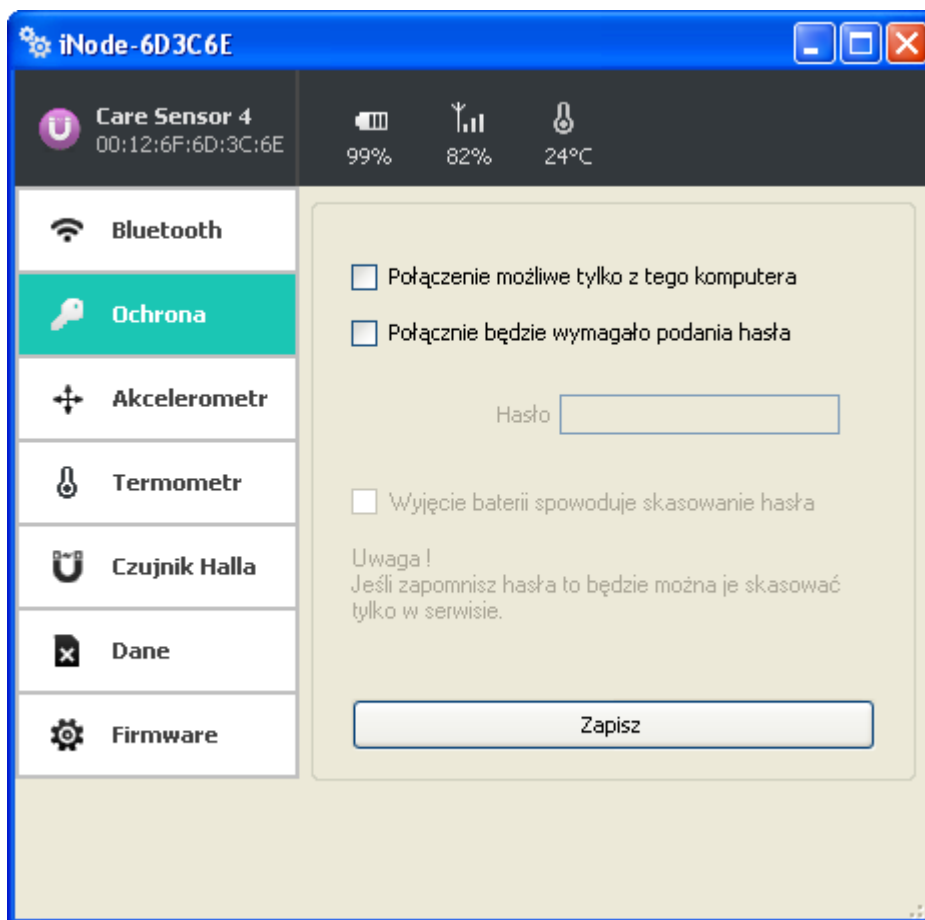 iNode-6D3C6E
Care Sensor 4
00:12:6F:6D:3C:6E
99% 82% 24°C
Bluetooth
Ochrona
Akcelerometr
Termometr
Czujnik Halla
Dane
Firmware
Połączenie możliwe tylko z tego komputera
Połącznie będzie wymagało podania hasła
Hasło
Wyjęcie baterii spowoduje skasowanie hasła
Uwaga !
Jeśli zapomnisz hasła to będzie można je skasować
tylko w serwisie.
Zapisz